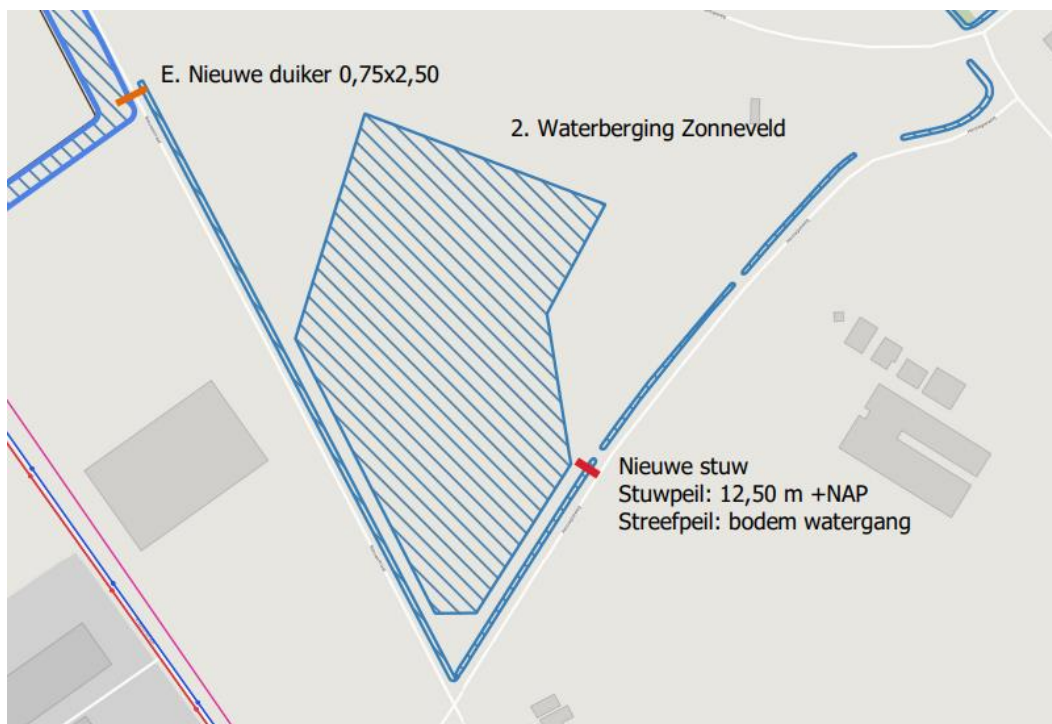 E. Nieuwe duiker 0,75x2,50
2. Waterberging Zonneveld
Nieuwe stuw
Stuwpeil: 12,50 m +NAP
Streefpeil: bodem watergang